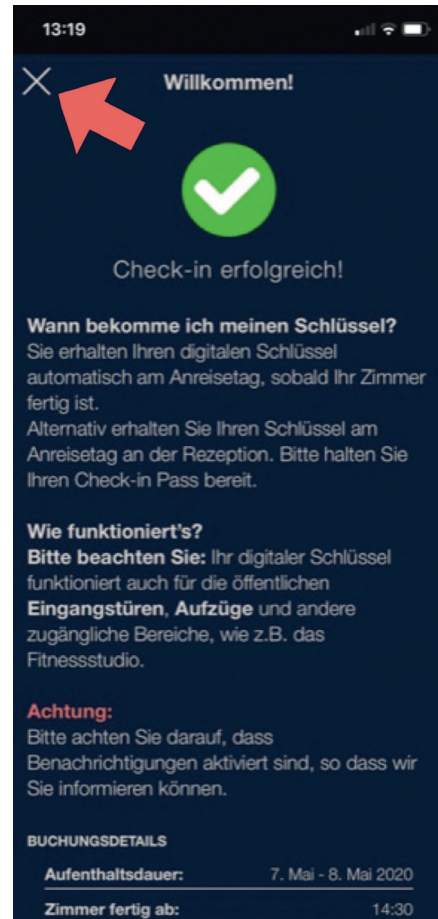 13:19
Willkommen!
Check-in erfolgreich!
Wann bekomme ich meinen Schlüssel?
Sie erhalten Ihren digitalen Schlüssel
automatisch am Anreisetag, sobald Ihr Zimmer
fertig ist.
Alternativ erhalten Sie Ihren Schlüssel am
Anreisetag an der Rezeption. Bitte halten Sie
Ihren Check-in Pass bereit.
Wie funktioniert's?
Bitte beachten Sie: Ihr digitaler Schlüssel
funktioniert auch für die öffentlichen
Eingangstüren, Aufzüge und andere
zugängliche Bereiche, wie z.B. das
Fitnessstudio.
Achtung:
Bitte achten Sie darauf, dass
Benachrichtigungen aktiviert sind, so dass wir
Sie informieren können.
BUCHUNGSDETAILS
Aufenthaltsdauer: 7. Mai - 8. Mai 2020
Zimmer fertig ab: 14:30